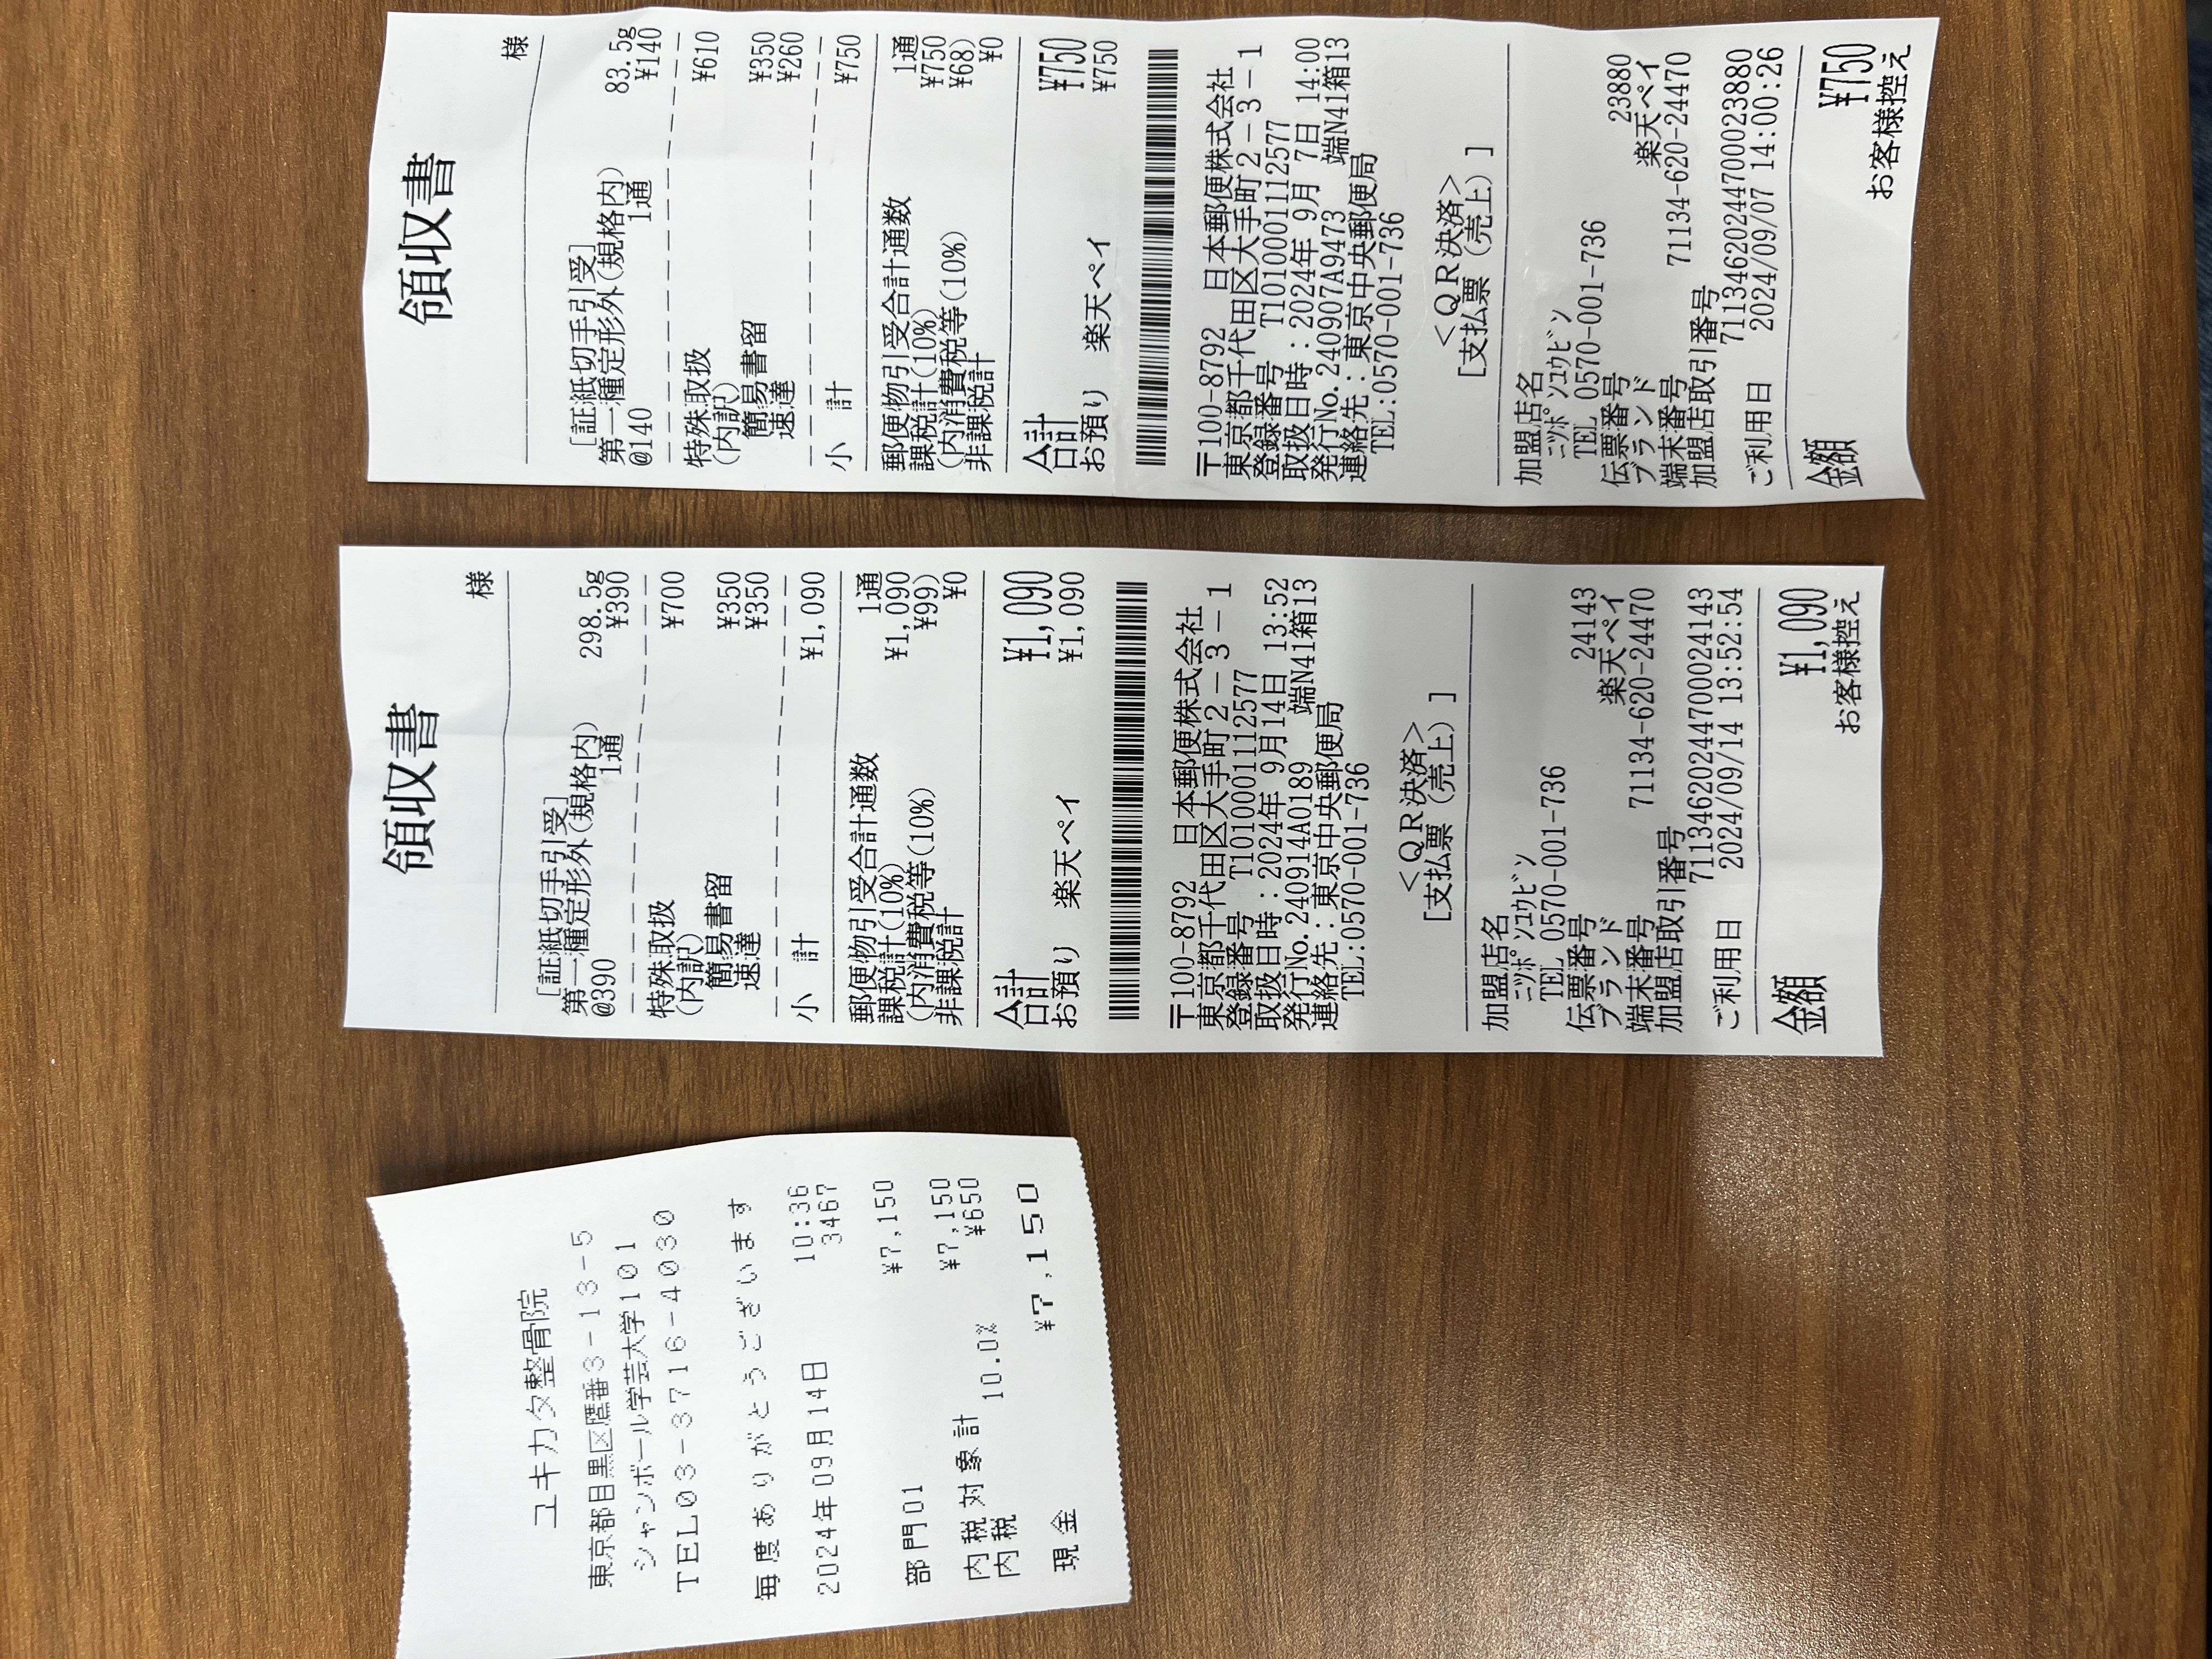 ユキカタ整骨院
東京都目黒区鷹番3-13-5
シャンボール学芸大学101
TEL03-3716-4030
毎度ありがとうございます
2024年09月14日 10:36
3467
部門01 ¥7,150
内税対象計 ¥7,150
内税 10.0% ¥650
現金 ¥7,150
領収書
様
[証紙切手引受]
第一種定形外(規格内) 298.5g
@390 1通 ¥390
特殊取扱 ¥700
(内訳)
簡易書留 ¥350
速達 ¥350
小 計 ¥1,090
郵便物引受合計通数 1通
課税計(10%) ¥1,090
(内消費税等(10%) ¥99)
非課税計 ¥0
合計 ¥1,090
お預り 楽天ペイ ¥1,090
〒100-8792 日本郵便株式会社
東京都千代田区大手町2-3-1
登録番号 T1010001112577
取扱日時:2024年 9月14日 13:52
発行No.240914A0189 端N41箱13
連絡先:東京中央郵便局
TEL:0570-001-736
<QR決済>
[支払票(売上)]
加盟店名
ニツポンユウビン
TEL 0570-001-736
伝票番号 24143
ブランド 楽天ペイ
端末番号 71134-620-24470
加盟店取引番号
71134620244700024143
ご利用日 2024/09/14 13:52:54
金額 ¥1,090
お客様控え
領収書
様
[証紙切手引受]
第一種定形外(規格内) 83.5g
@140 1通 ¥140
特殊取扱 ¥610
(内訳)
簡易書留 ¥350
速達 ¥260
小 計 ¥750
郵便物引受合計通数 1通
課税計(10%) ¥750
(内消費税等(10%) ¥68)
非課税計 ¥0
合計 ¥750
お預り 楽天ペイ ¥750
〒100-8792 日本郵便株式会社
東京都千代田区大手町2-3-1
登録番号 T1010001112577
取扱日時:2024年 9月 7日 14:00
発行No.240907A9473 端N41箱13
連絡先:東京中央郵便局
TEL:0570-001-736
<QR決済>
[支払票(売上)]
加盟店名
ニツポンユウビン
TEL 0570-001-736
伝票番号 23880
ブランド 楽天ペイ
端末番号 71134-620-24470
加盟店取引番号
71134620244700023880
ご利用日 2024/09/07 14:00:26
金額 ¥750
お客様控え